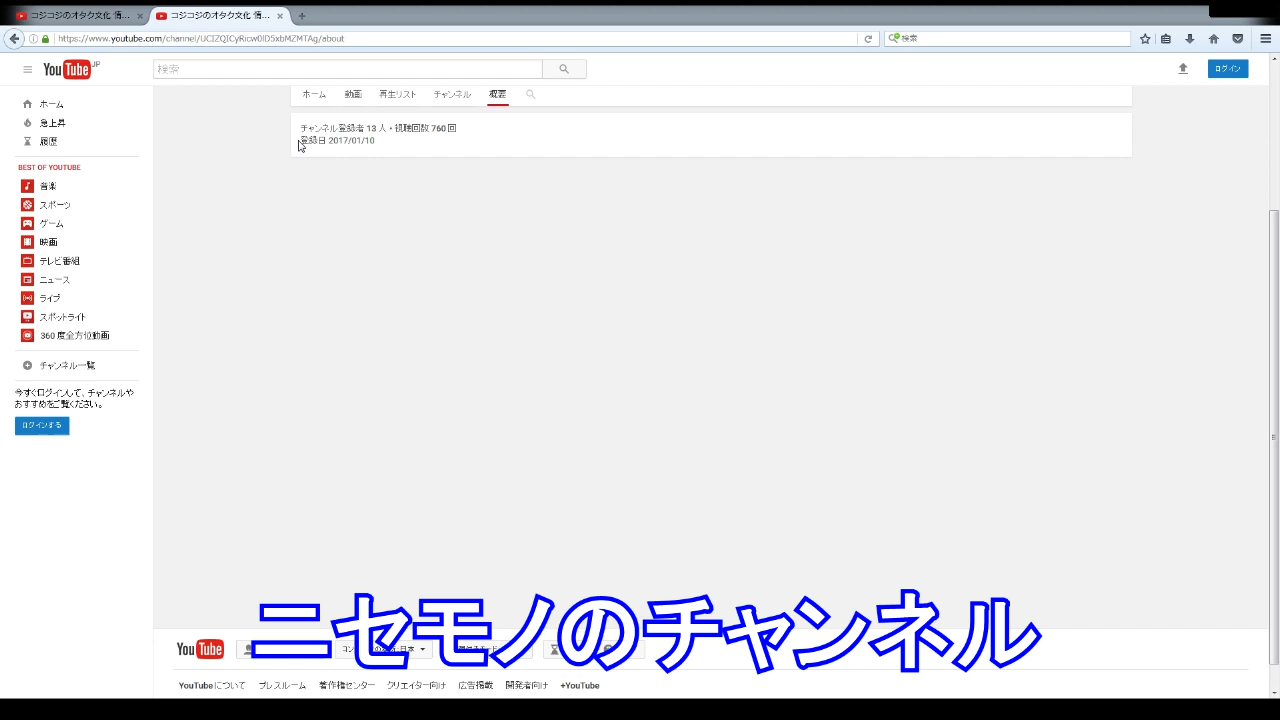 コジコジのオタク文化 情...
コジコジのオタク文化 情...
https://www.youtube.com/channel/UCIZQICyRicw0ID5xbMZMTAg/about
検索
YouTube JP
検索
ログイン
ホーム
動画
再生リスト
チャンネル
概要
チャンネル登録者 13 人・視聴回数 760 回
登録日 2017/01/10
ホーム
急上昇
履歴
BEST OF YOUTUBE
音楽
スポーツ
ゲーム
映画
テレビ番組
ニュース
ライブ
スポットライト
360 度全方位動画
チャンネル一覧
今すぐログインして、チャンネルや
おすすめをご覧ください。
ログインする
ニセモノのチャンネル
YouTube
日本
YouTube について
プレスルーム
著作権センター
クリエイター向け
広告掲載
開発者向け
+YouTube